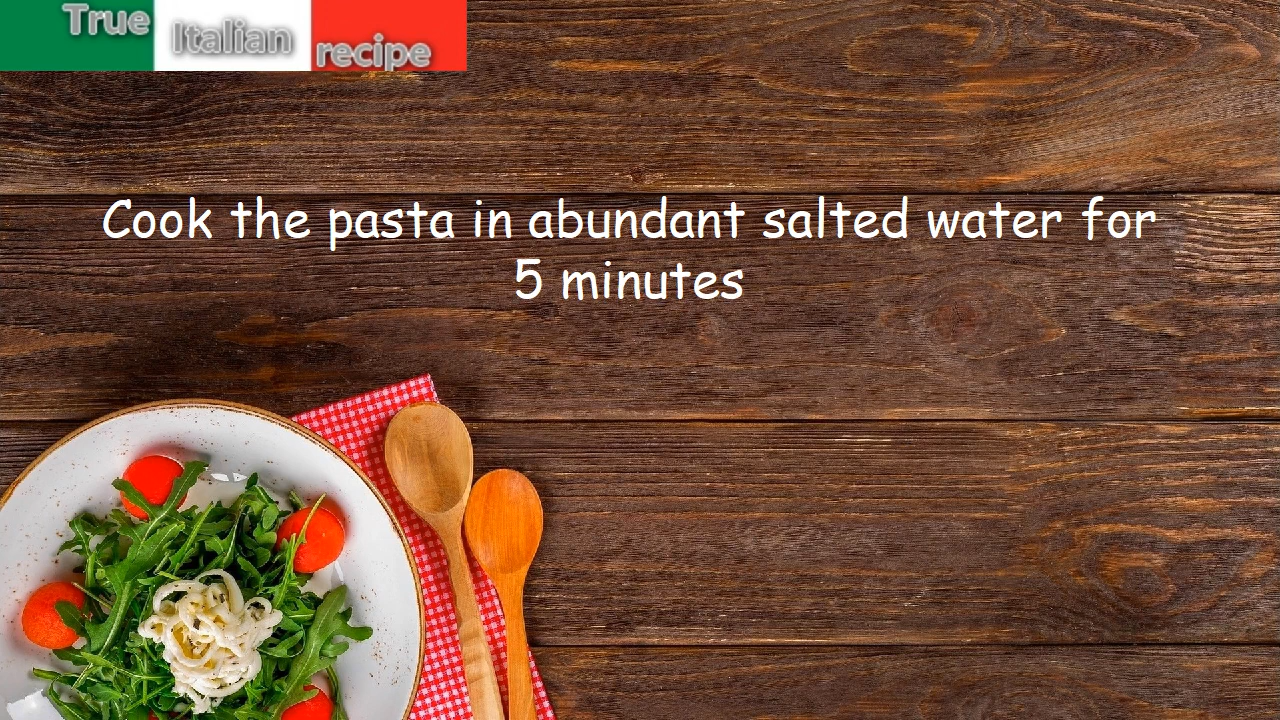 True Italian recipe
Cook the pasta in abundant salted water for
5 minutes